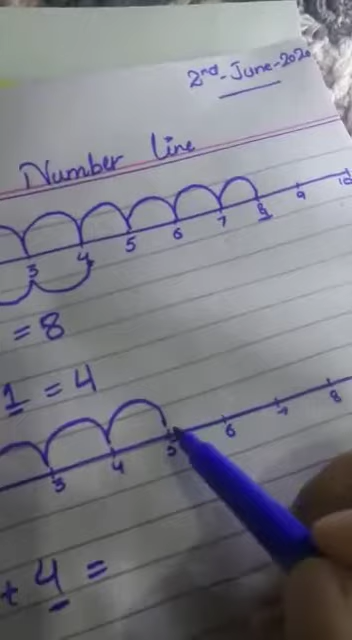 2nd-June-2020
Number line
3 4 5 6 7 8 9 10
= 8
1 = 4
3 4 5 6 7 8
+ 4 =